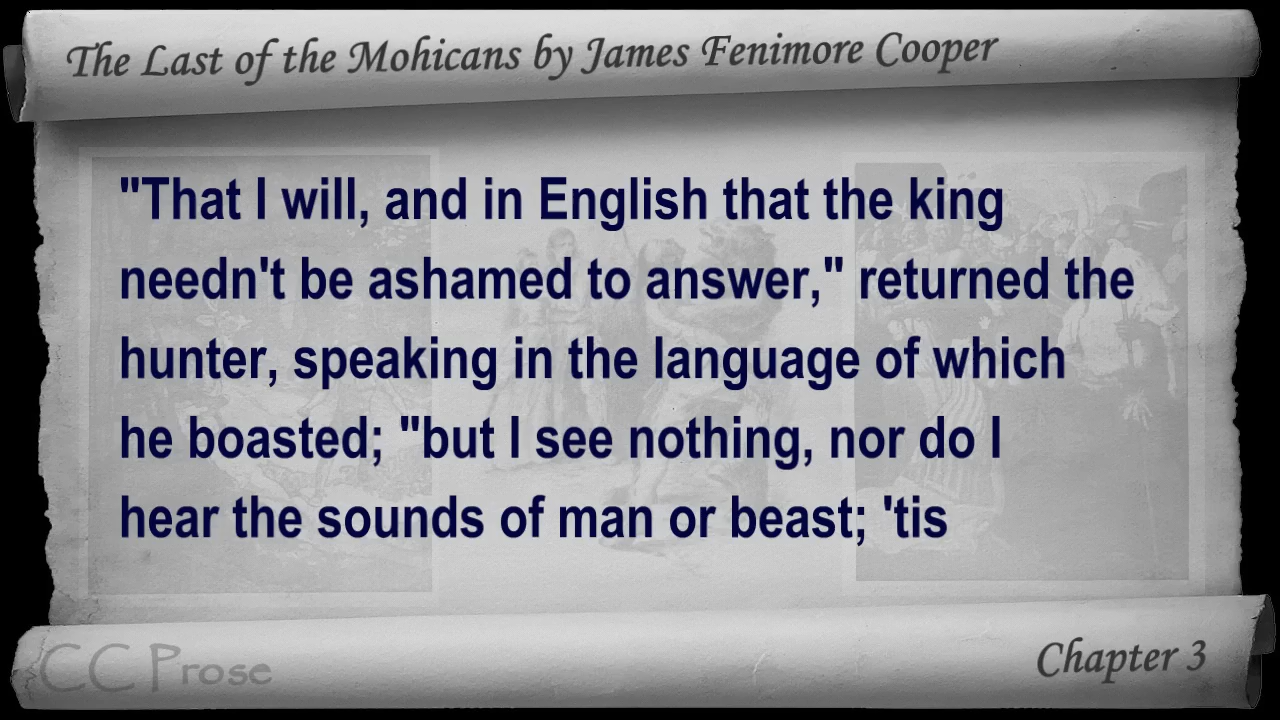 The Last of the Mohicans by James Fenimore Cooper
"That I will, and in English that the king
needn't be ashamed to answer," returned the
hunter, speaking in the language of which
he boasted; "but I see nothing, nor do I
hear the sounds of man or beast; 'tis
CC Prose
Chapter 3